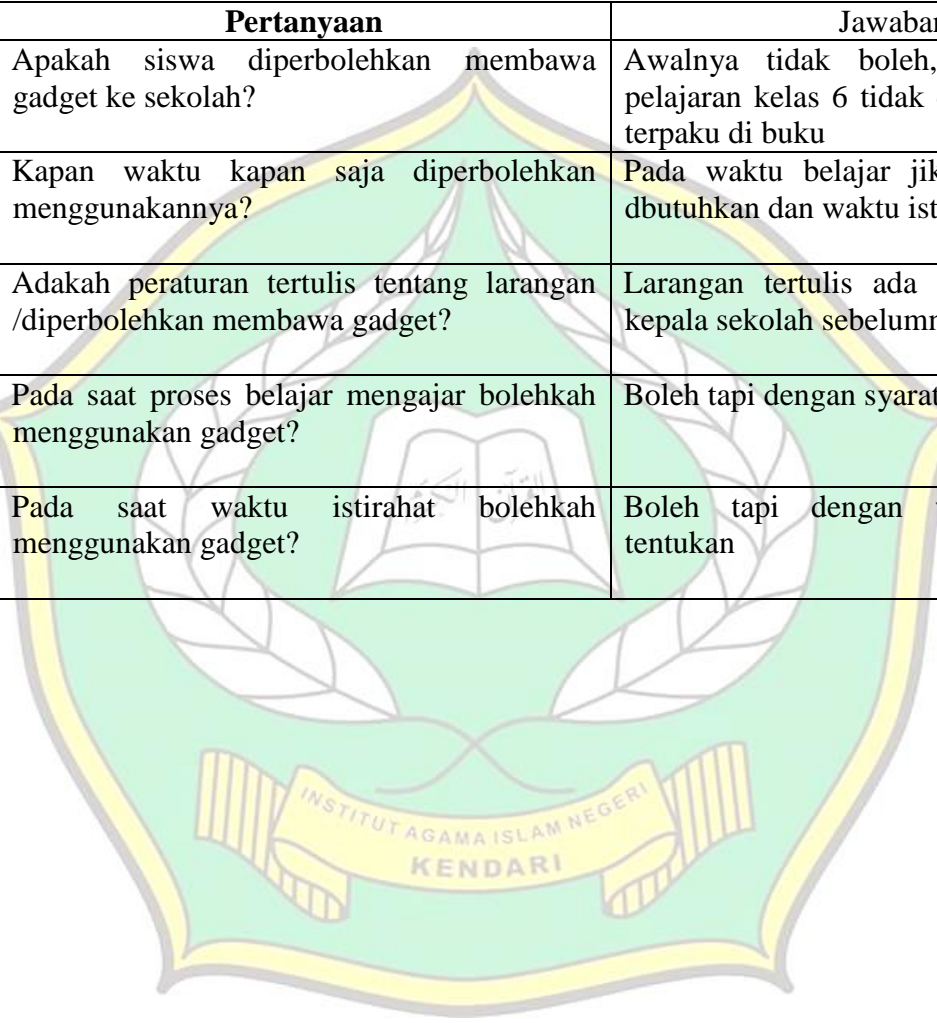 Pertanyaan
Jawaban
Apakah siswa diperbolehkan membawa
gadget ke sekolah?
Awalnya tidak boleh,
pelajaran kelas 6 tidak
terpaku di buku
Kapan waktu kapan saja diperbolehkan
menggunakannya?
Pada waktu belajar
dbutuhkan dan waktu
Adakah peraturan tertulis tentang larangan
/diperbolehkan membawa gadget?
Larangan tertulis ada
kepala sekolah
Pada saat proses belajar mengajar bolehkah
menggunakan gadget?
Boleh tapi dengan syarat
Pada saat waktu istirahat bolehkah
menggunakan gadget?
Boleh tapi dengan
tentukan
القرآن الكريم
INSTITUT AGAMA ISLAM NEGERI
KENDARI